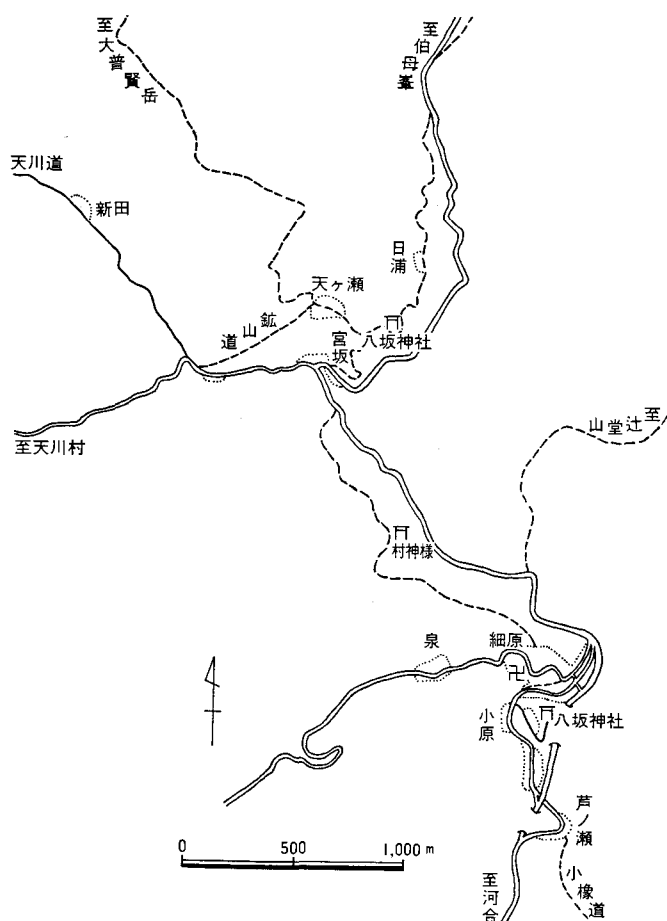 至大普賢岳
至伯母峯
天川道
新田
日浦
天ヶ瀬
鉱山道
宮坂
八坂神社
至天川村
至辻堂山
村神様
泉
細原
小原
八坂神社
芦ノ瀬
0 500 1,000 m
至河合
小橡道